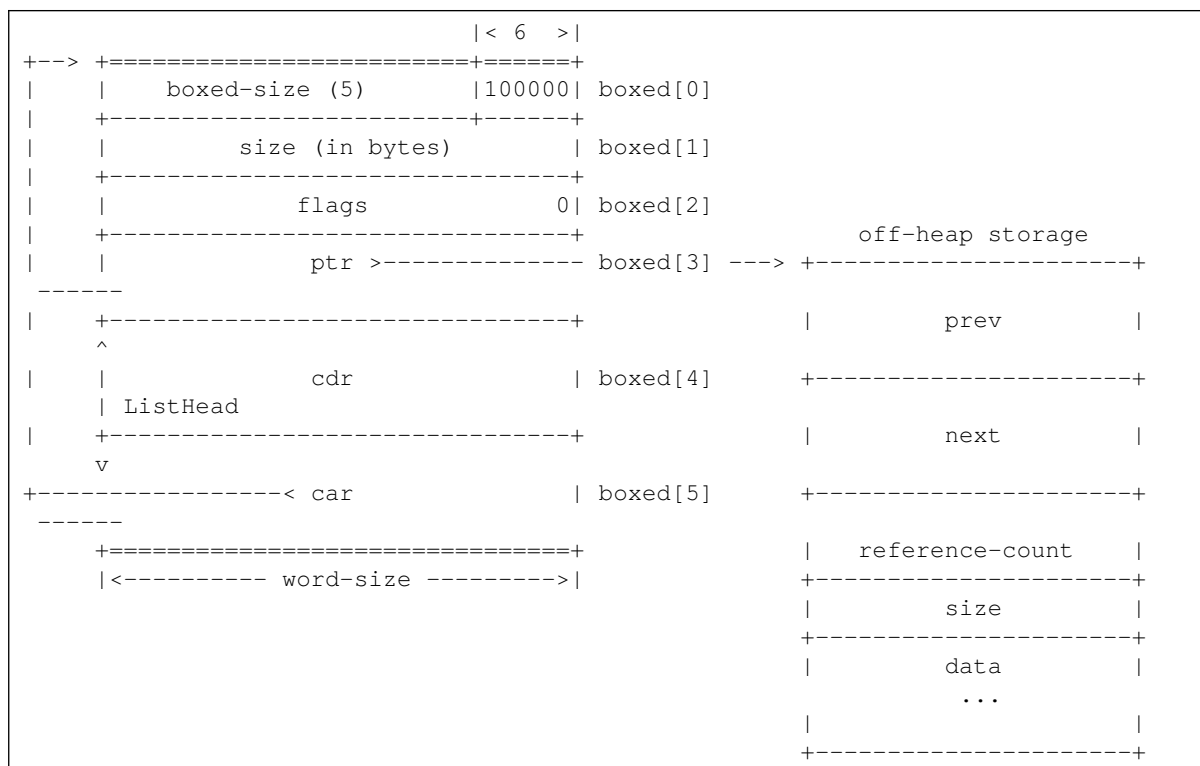 |< 6  >|
+--> +=========================+======+
|    |    boxed-size (5)       |100000| boxed[0]
|    +-------------------------+------+
|    |         size (in bytes)        | boxed[1]
|    +--------------------------------+
|    |             flags             0| boxed[2]
|    +--------------------------------+                   off-heap storage
|    |              ptr >-------------- boxed[3] ---> +----------------------+
 ------
|    +--------------------------------+               |         prev         |
     ^
|    |              cdr               | boxed[4]      +----------------------+
     | ListHead
|    +--------------------------------+               |         next         |
     v
+-----------------< car               | boxed[5]      +----------------------+
 ------
     +================================+               |   reference-count    |
     |<---------- word-size --------->|               +----------------------+
                                                      |         size         |
                                                      +----------------------+
                                                      |         data         |
                                                                 ...
                                                      |                      |
                                                      +----------------------+